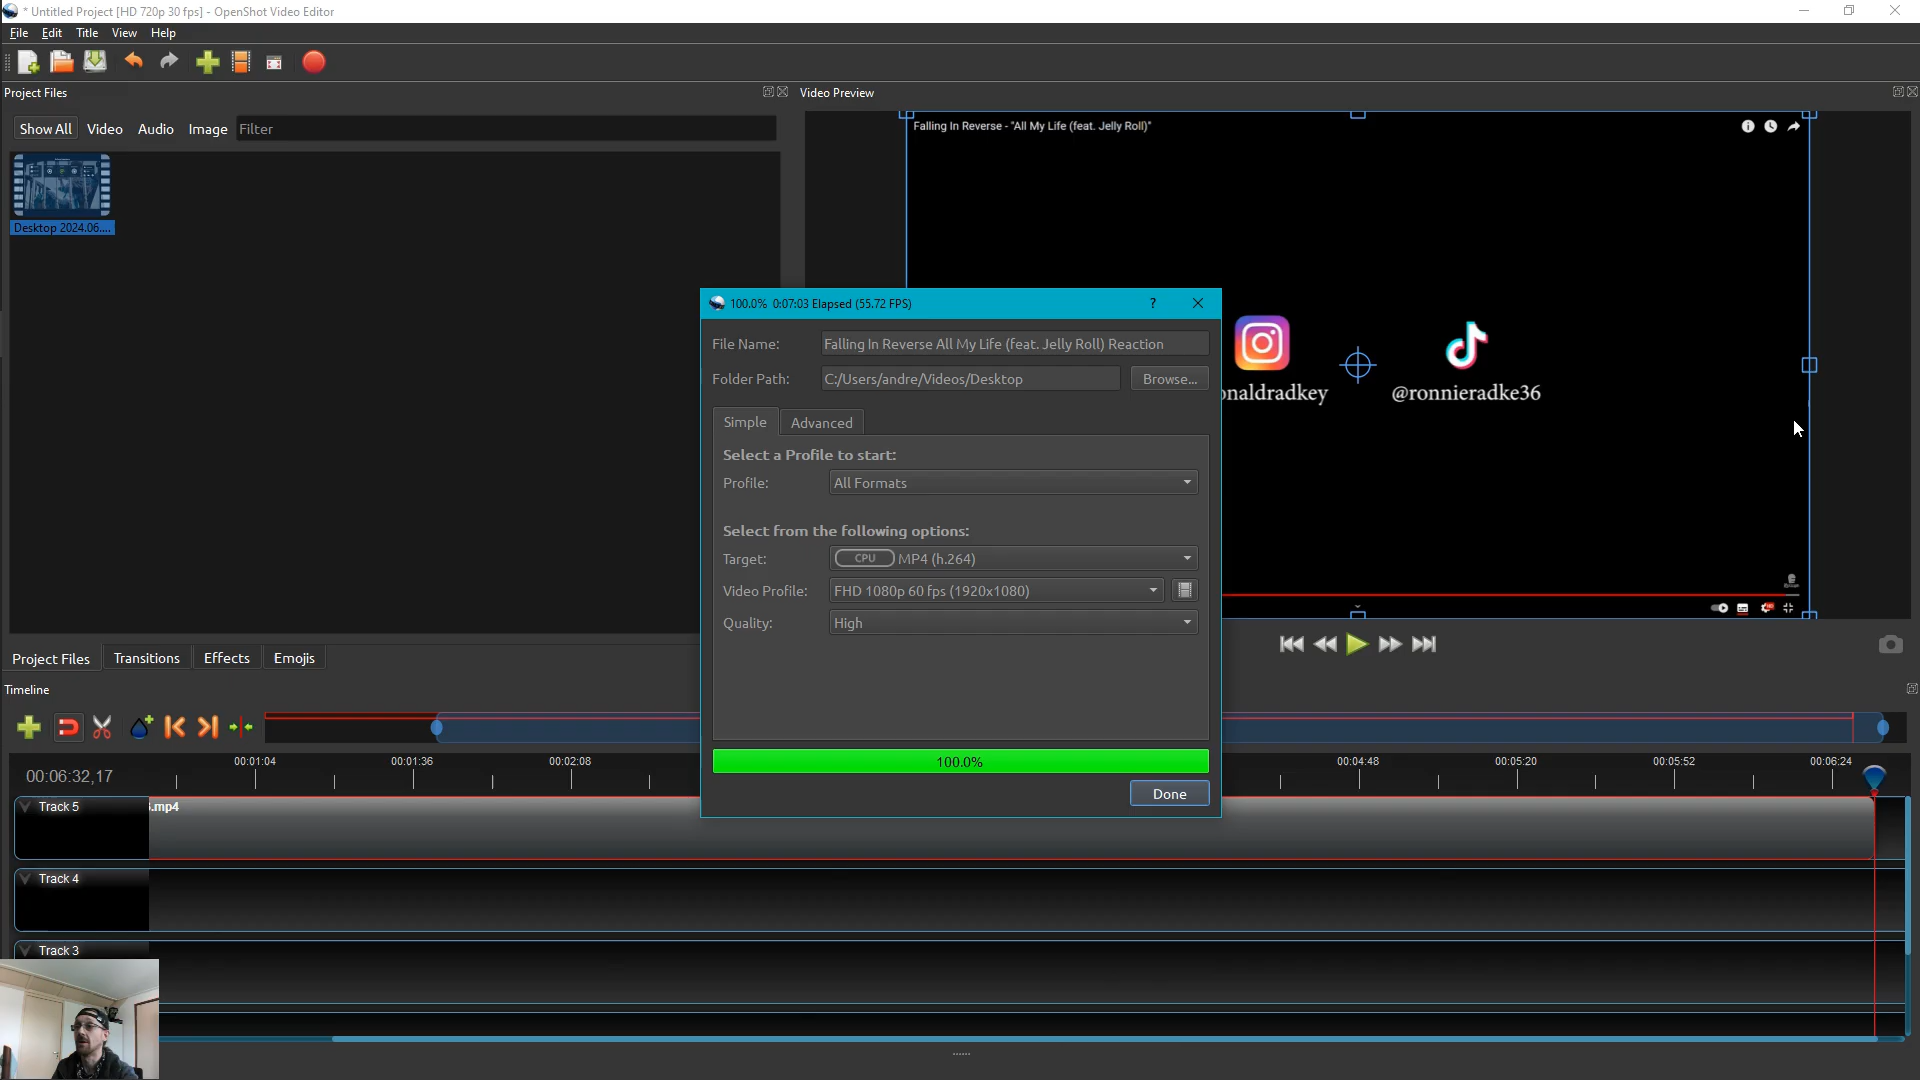 * Untitled Project [HD 720p 30 fps] - OpenShot Video Editor
File Edit Title View Help
Project Files
Video Preview
Show All Video Audio Image Filter
Desktop 2024.06....
Falling In Reverse - "All My Life (feat. Jelly Roll)"
onaldradkey
@ronnieradke36
100.0% 0:07:03 Elapsed (55.72 FPS)
?
File Name: Falling In Reverse All My Life (feat. Jelly Roll) Reaction
Folder Path: C:/Users/andre/Videos/Desktop Browse...
Simple Advanced
Select a Profile to start:
Profile: All Formats
Select from the following options:
Target: CPU MP4 (h.264)
Video Profile: FHD 1080p 60 fps (1920x1080)
Quality: High
100.0%
Done
Project Files Transitions Effects Emojis
Timeline
00:06:32,17
00:01:04 00:01:36 00:02:08 00:04:48 00:05:20 00:05:52 00:06:24
Track 5 .mp4
Track 4
Track 3